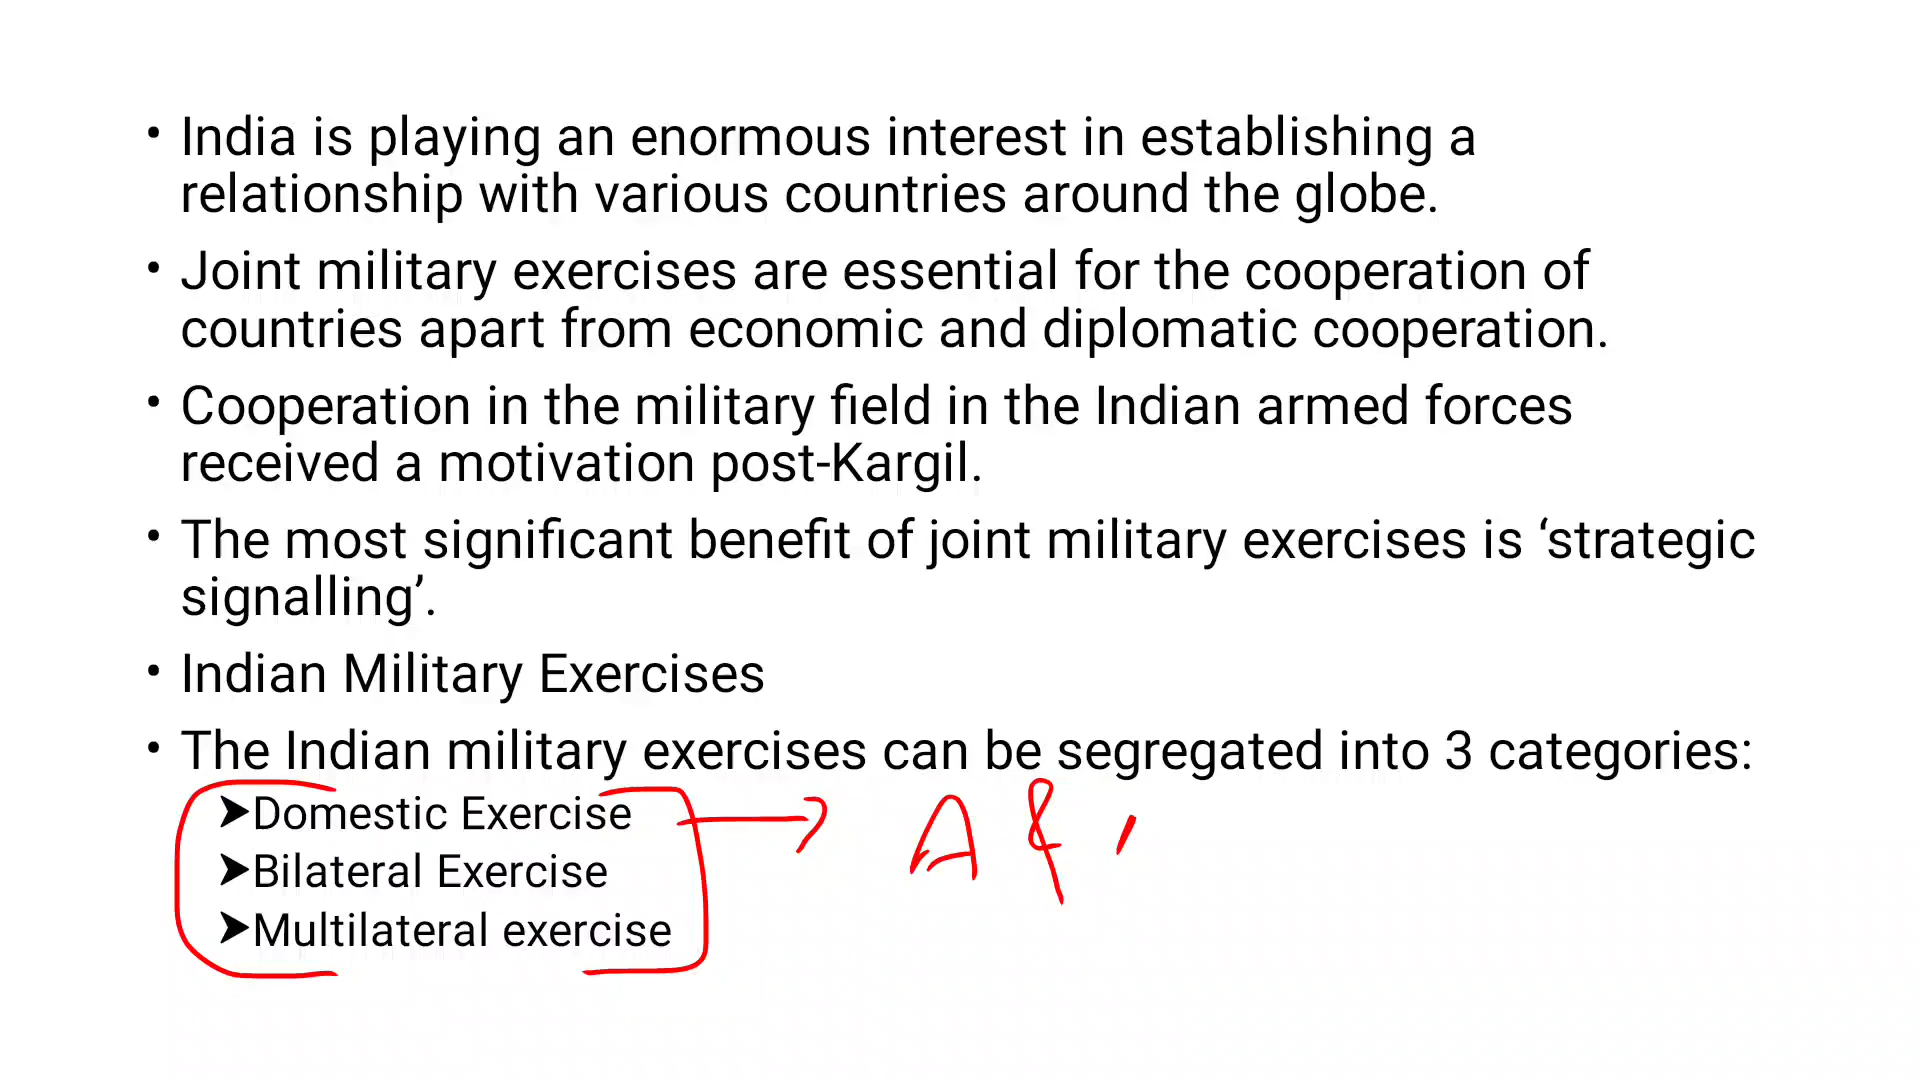 • India is playing an enormous interest in establishing a
relationship with various countries around the globe.
• Joint military exercises are essential for the cooperation of
countries apart from economic and diplomatic cooperation.
• Cooperation in the military field in the Indian armed forces
received a motivation post-Kargil.
• The most significant benefit of joint military exercises is ‘strategic
signalling’.
• Indian Military Exercises
• The Indian military exercises can be segregated into 3 categories:
➤Domestic Exercise → A &
➤Bilateral Exercise
➤Multilateral exercise